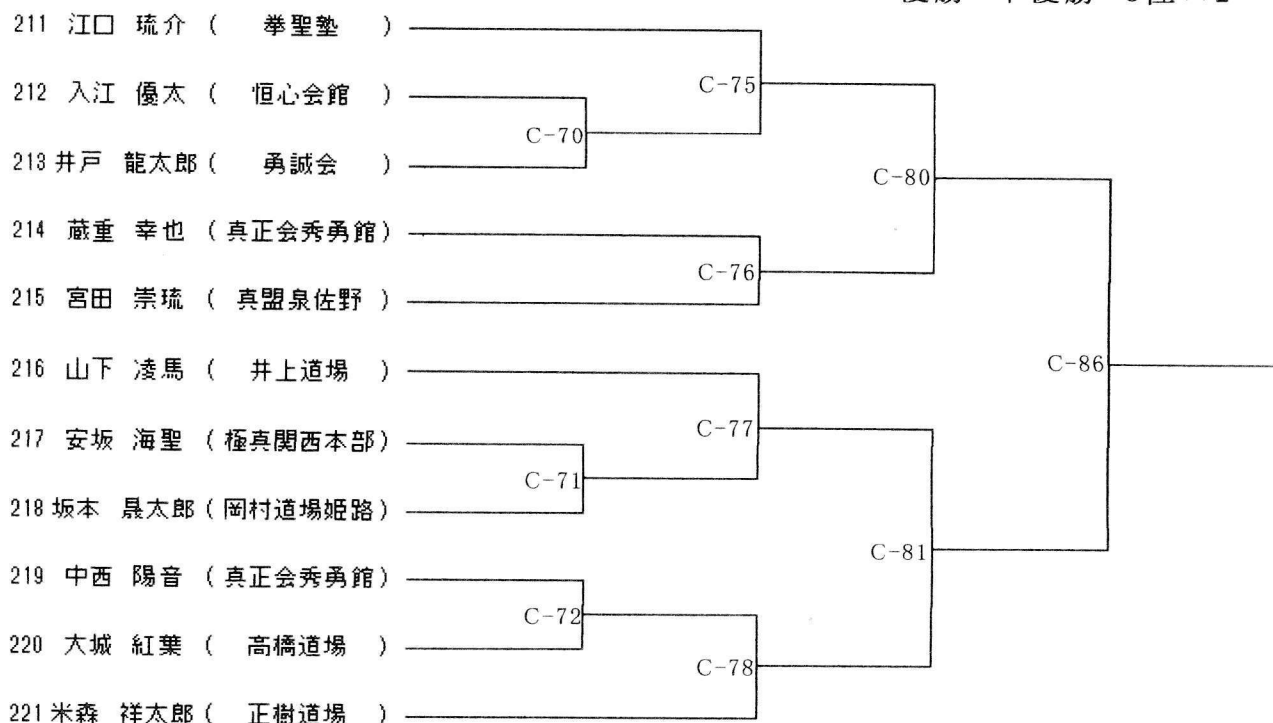 211 江口 琉介 ( 拳聖塾 )
C-75
212 入江 優太 ( 恒心会館 )
C-70
213 井戸 龍太郎 ( 勇誠会 )
C-80
214 蔵重 幸也 ( 真正会秀勇館 )
C-76
215 宮田 崇琉 ( 真盟泉佐野 )
216 山下 凌馬 ( 井上道場 )
C-86
217 安坂 海聖 ( 極真関西本部 )
C-77
C-71
218 坂本 晟太郎 ( 岡村道場姫路 )
C-81
219 中西 陽音 ( 真正会秀勇館 )
C-72
220 大城 紅葉 ( 高橋道場 )
C-78
221 米森 祥太郎 ( 正樹道場 )